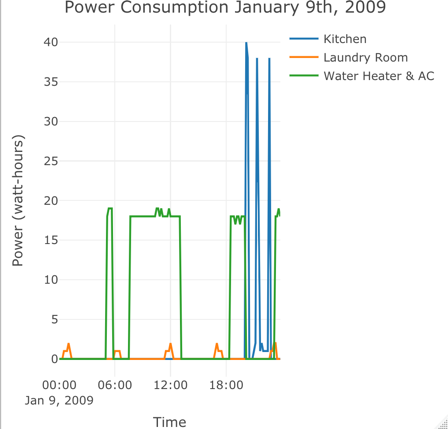 Power Consumption January 9th, 2009
Kitchen
Laundry Room
Water Heater & AC
Power (watt-hours)
40
35
30
25
20
15
10
5
0
00:00 06:00 12:00 18:00
Jan 9, 2009
Time